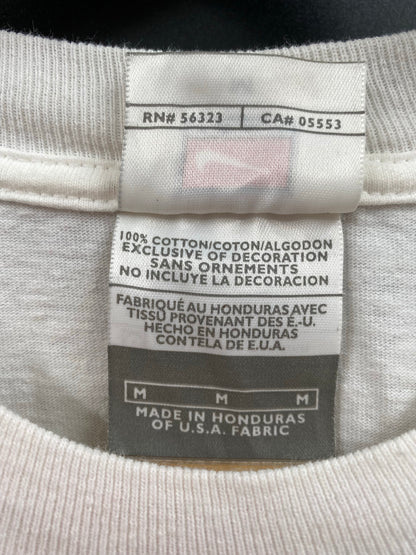 RN# 56323 | CA# 05553
100% COTTON/COTON/ALGODON
EXCLUSIVE OF DECORATION
SANS ORNEMENTS
NO INCLUYE LA DECORACION
FABRIQUÉ AU HONDURAS AVEC
TISSU PROVENANT DES É.-U.
HECHO EN HONDURAS
CON TELA DE E.U.A.
M M M
MADE IN HONDURAS
OF U.S.A. FABRIC